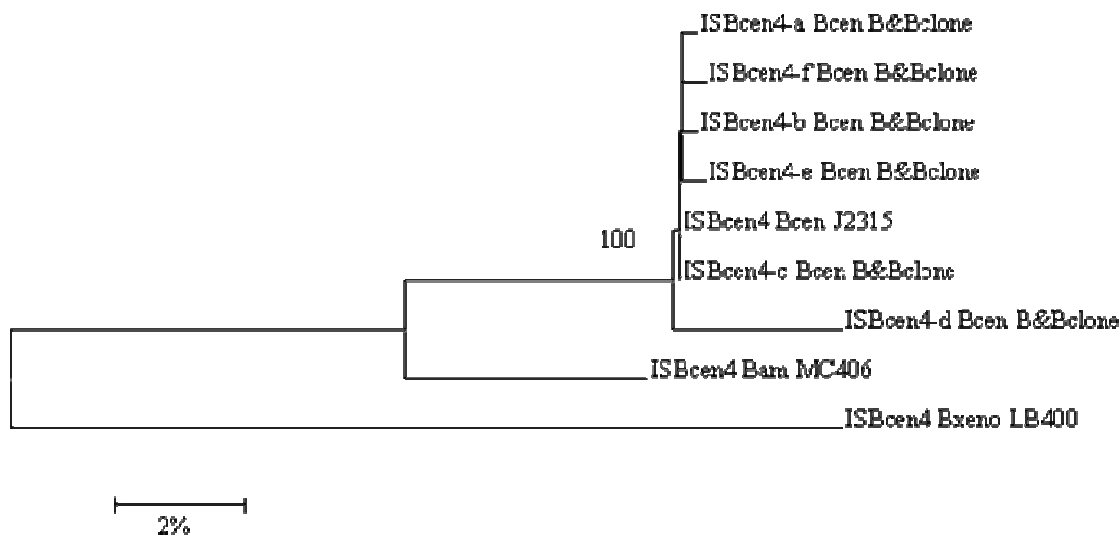 ISBcen4-a Bcen B&Bclone
ISBcen4-f Bcen B&Bclone
ISBcen4-b Bcen B&Bclone
ISBcen4-e Bcen B&Bclone
ISBcen4 Bcen J2315
100
ISBcen4-c Bcen B&Bclone
ISBcen4-d Bcen B&Bclone
ISBcen4 Bam MC406
ISBcen4 Bxeno LB400
2%